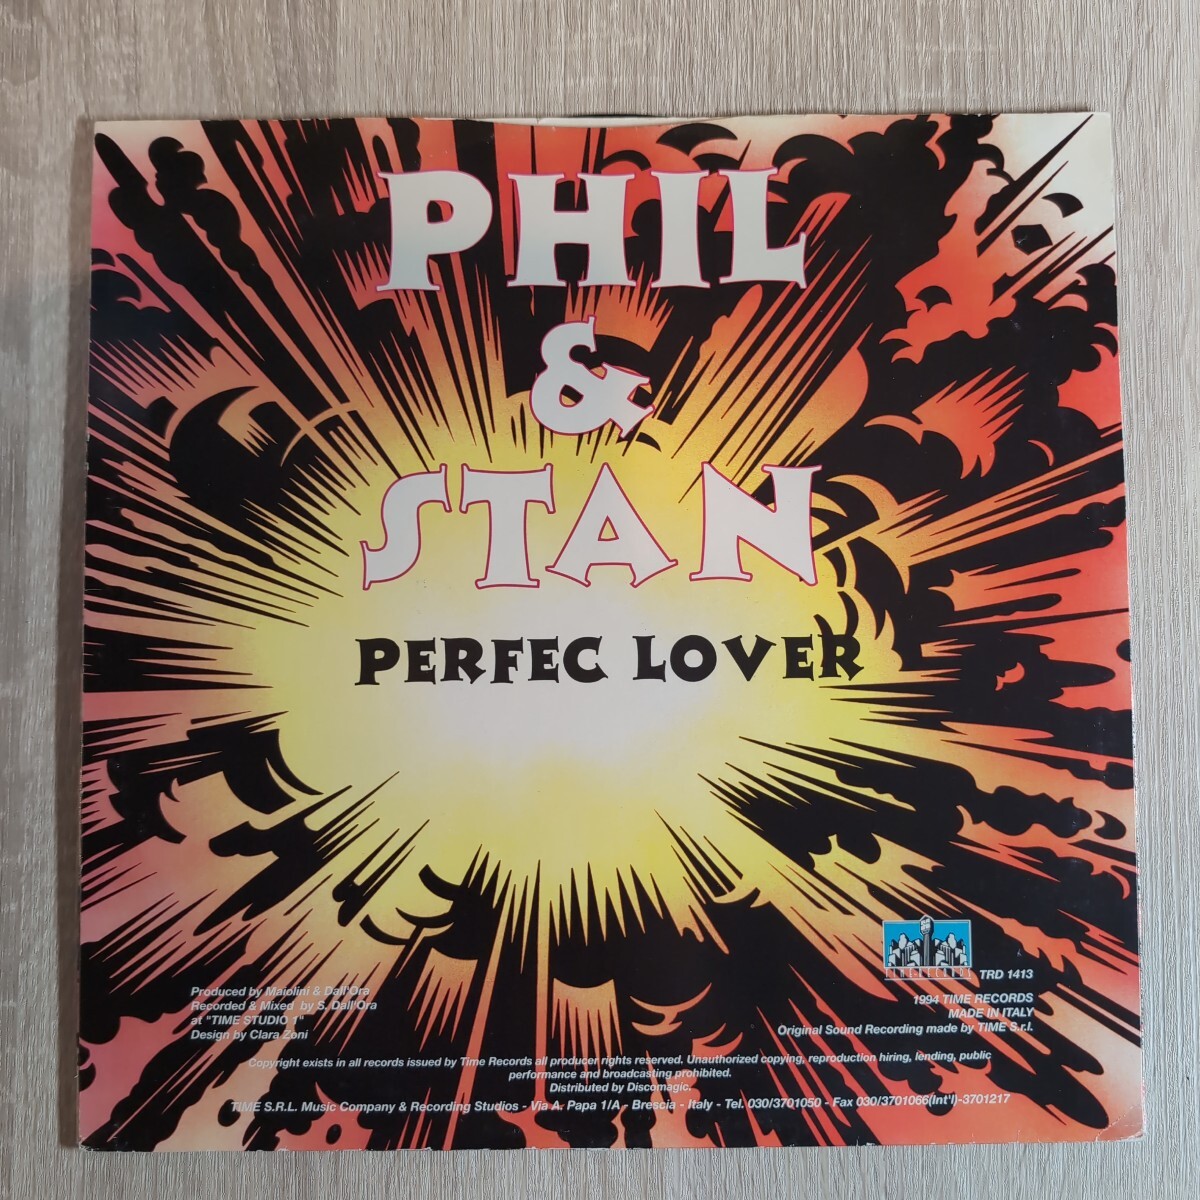 PHIL
&
STAN
PERFEC LOVER
TIME RECORDS
TRD 1413
Produced by Maiolini & Dall'Ora
Recorded & Mixed by S. Dall'Ora
at "TIME STUDIO 1"
Design by Clara Zoni
1994 TIME RECORDS
MADE IN ITALY
Original Sound Recording made by TIME S.r.l.
Copyright exists in all records issued by Time Records all producer rights reserved. Unauthorized copying, reproduction hiring, lending, public
performance and broadcasting prohibited.
Distributed by Discomagic.
TIME S.R.L. Music Company & Recording Studios - Via A. Papa 1/A - Brescia - Italy - Tel. 030/3701050 - Fax 030/3701066(Int'l)-3701217